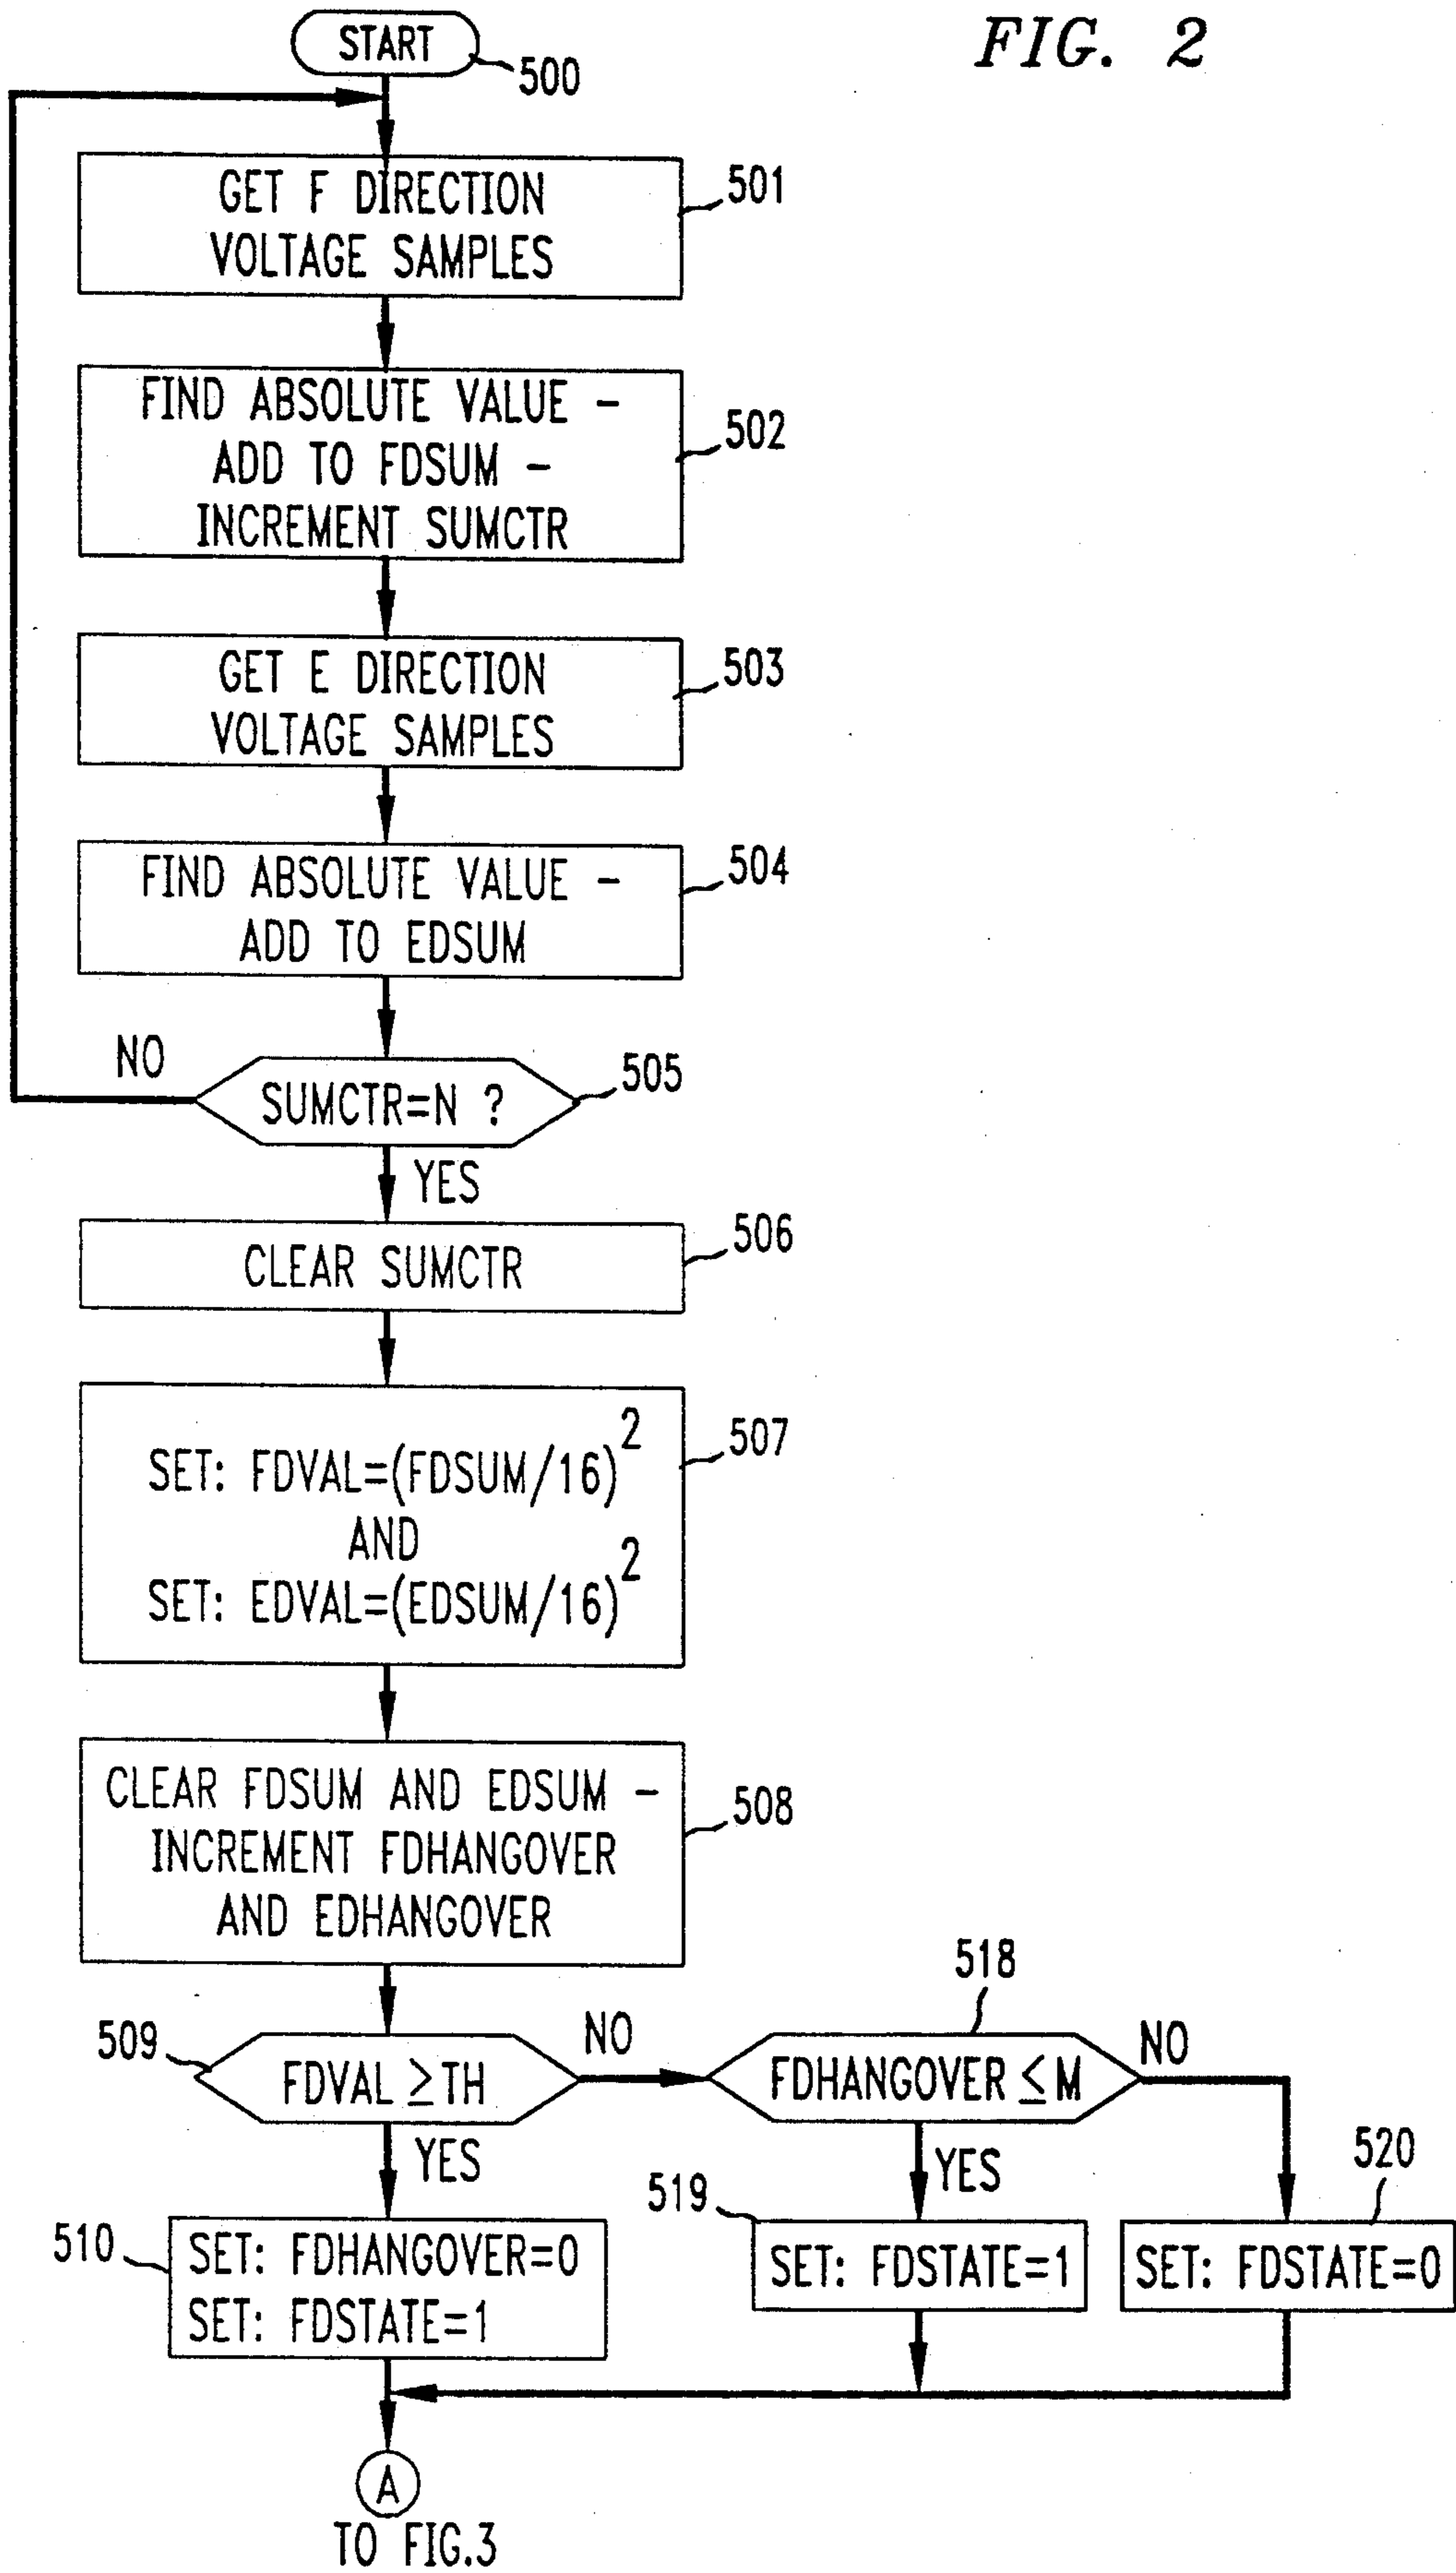 FIG. 2
START
500
GET F DIRECTION
VOLTAGE SAMPLES
501
FIND ABSOLUTE VALUE -
ADD TO FDSUM -
INCREMENT SUMCTR
502
GET E DIRECTION
VOLTAGE SAMPLES
503
FIND ABSOLUTE VALUE -
ADD TO EDSUM
504
NO
SUMCTR=N ?
505
YES
CLEAR SUMCTR
506
SET: FDVAL=(FDSUM/16)²
AND
SET: EDVAL=(EDSUM/16)²
507
CLEAR FDSUM AND EDSUM -
INCREMENT FDHANGOVER
AND EDHANGOVER
508
509
FDVAL ≥TH
NO
518
FDHANGOVER ≤M
NO
YES
YES
510
SET: FDHANGOVER=0
SET: FDSTATE=1
519
SET: FDSTATE=1
520
SET: FDSTATE=0
A
TO FIG.3